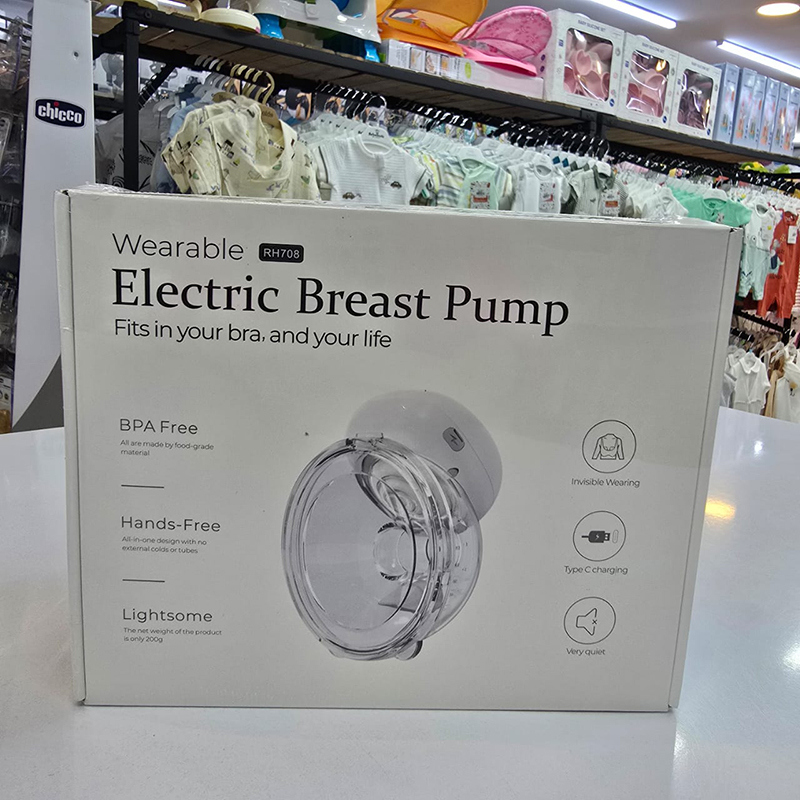 chicco
Wearable RH708
Electric Breast Pump
Fits in your bra, and your life
BPA Free
All are made by food-grade
material
Hands-Free
All-in-one design with no
external colds or tubes
Lightsome
The net weight of the product
is only 200g
Invisible Wearing
Type C charging
Very quiet